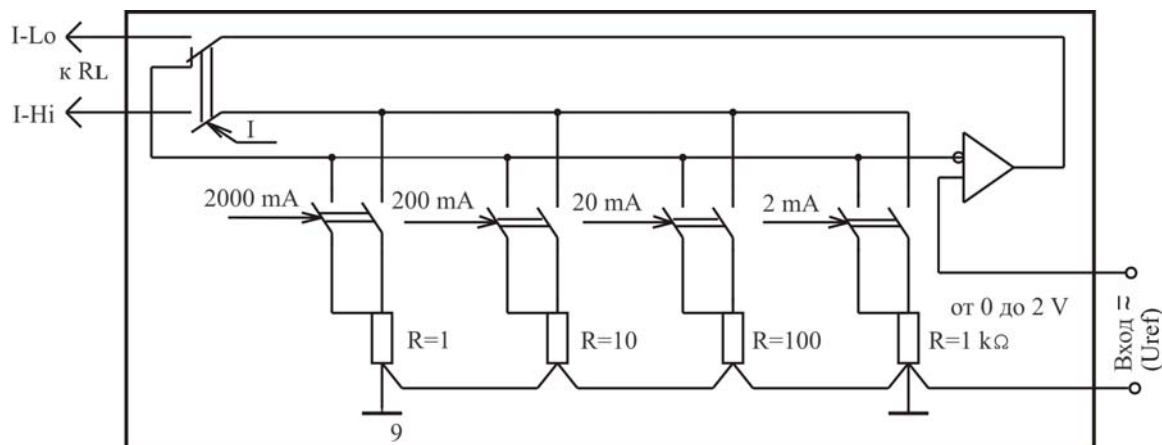 I-Lo
к RL
I-Hi
I
2000 mA
200 mA
20 mA
2 mA
от 0 до 2 V
R=1
R=10
R=100
R=1 kΩ
Вход ≂
(Uref)
9